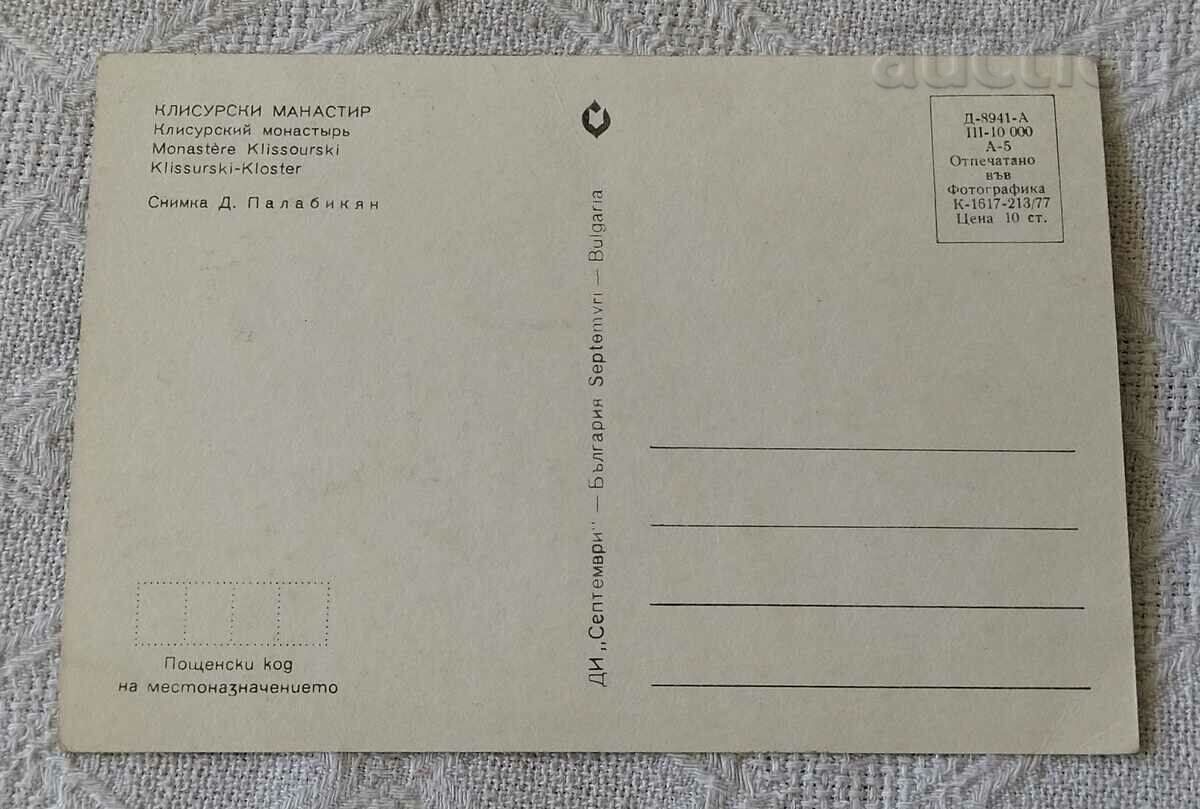 КЛИСУРСКИ МАНАСТИР
Клисурский монастырь
Monastère Klissourski
Klissurski-Kloster
Снимка Д. Палабикян
Пощенски код
на местоназначението
ДИ „Септември" — България Septemvri — Bulgaria
Д-8941-А
III-10 000
А-5
Отпечатано
във
Фотографика
К-1617-213/77
Цена 10 ст.